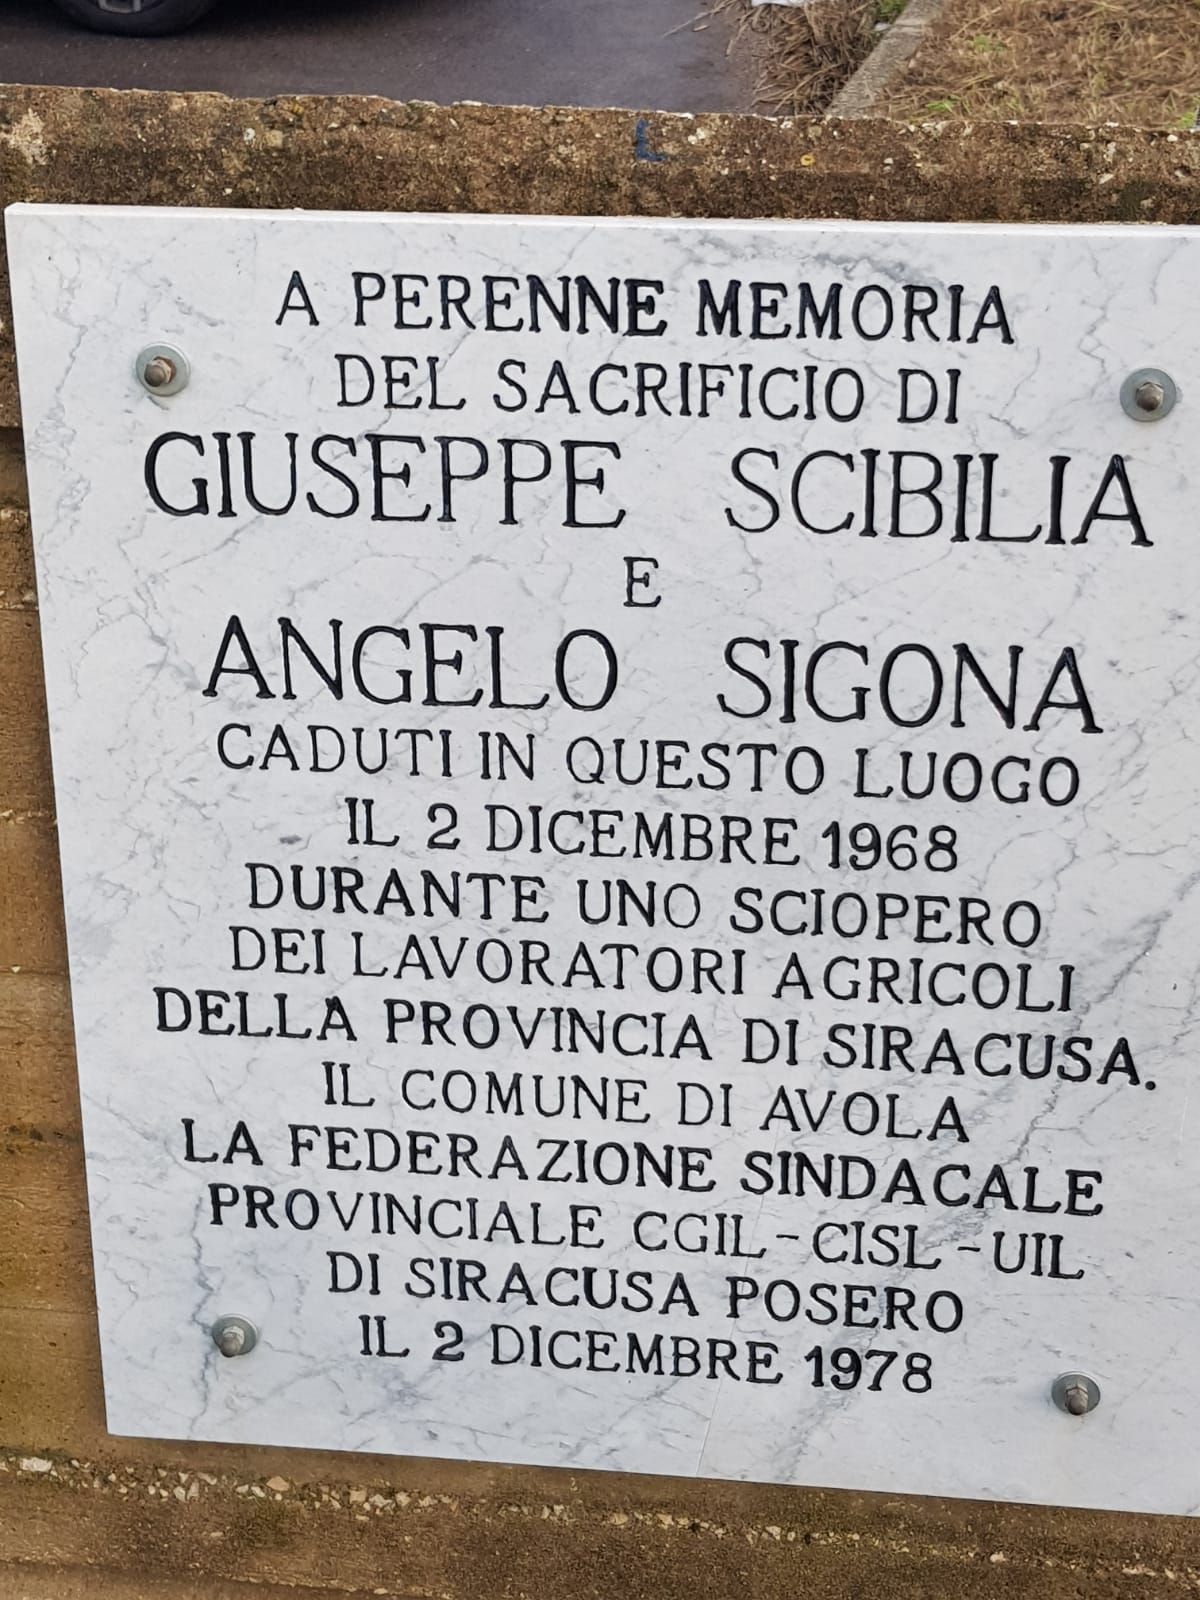 A PERENNE MEMORIA
DEL SACRIFICIO DI
GIUSEPPE SCIBILIA
E
ANGELO SIGONA
CADUTI IN QUESTO LUOGO
IL 2 DICEMBRE 1968
DURANTE UNO SCIOPERO
DEI LAVORATORI AGRICOLI
DELLA PROVINCIA DI SIRACUSA.
IL COMUNE DI AVOLA
LA FEDERAZIONE SINDACALE
PROVINCIALE CGIL-CISL-UIL
DI SIRACUSA POSERO
IL 2 DICEMBRE 1978